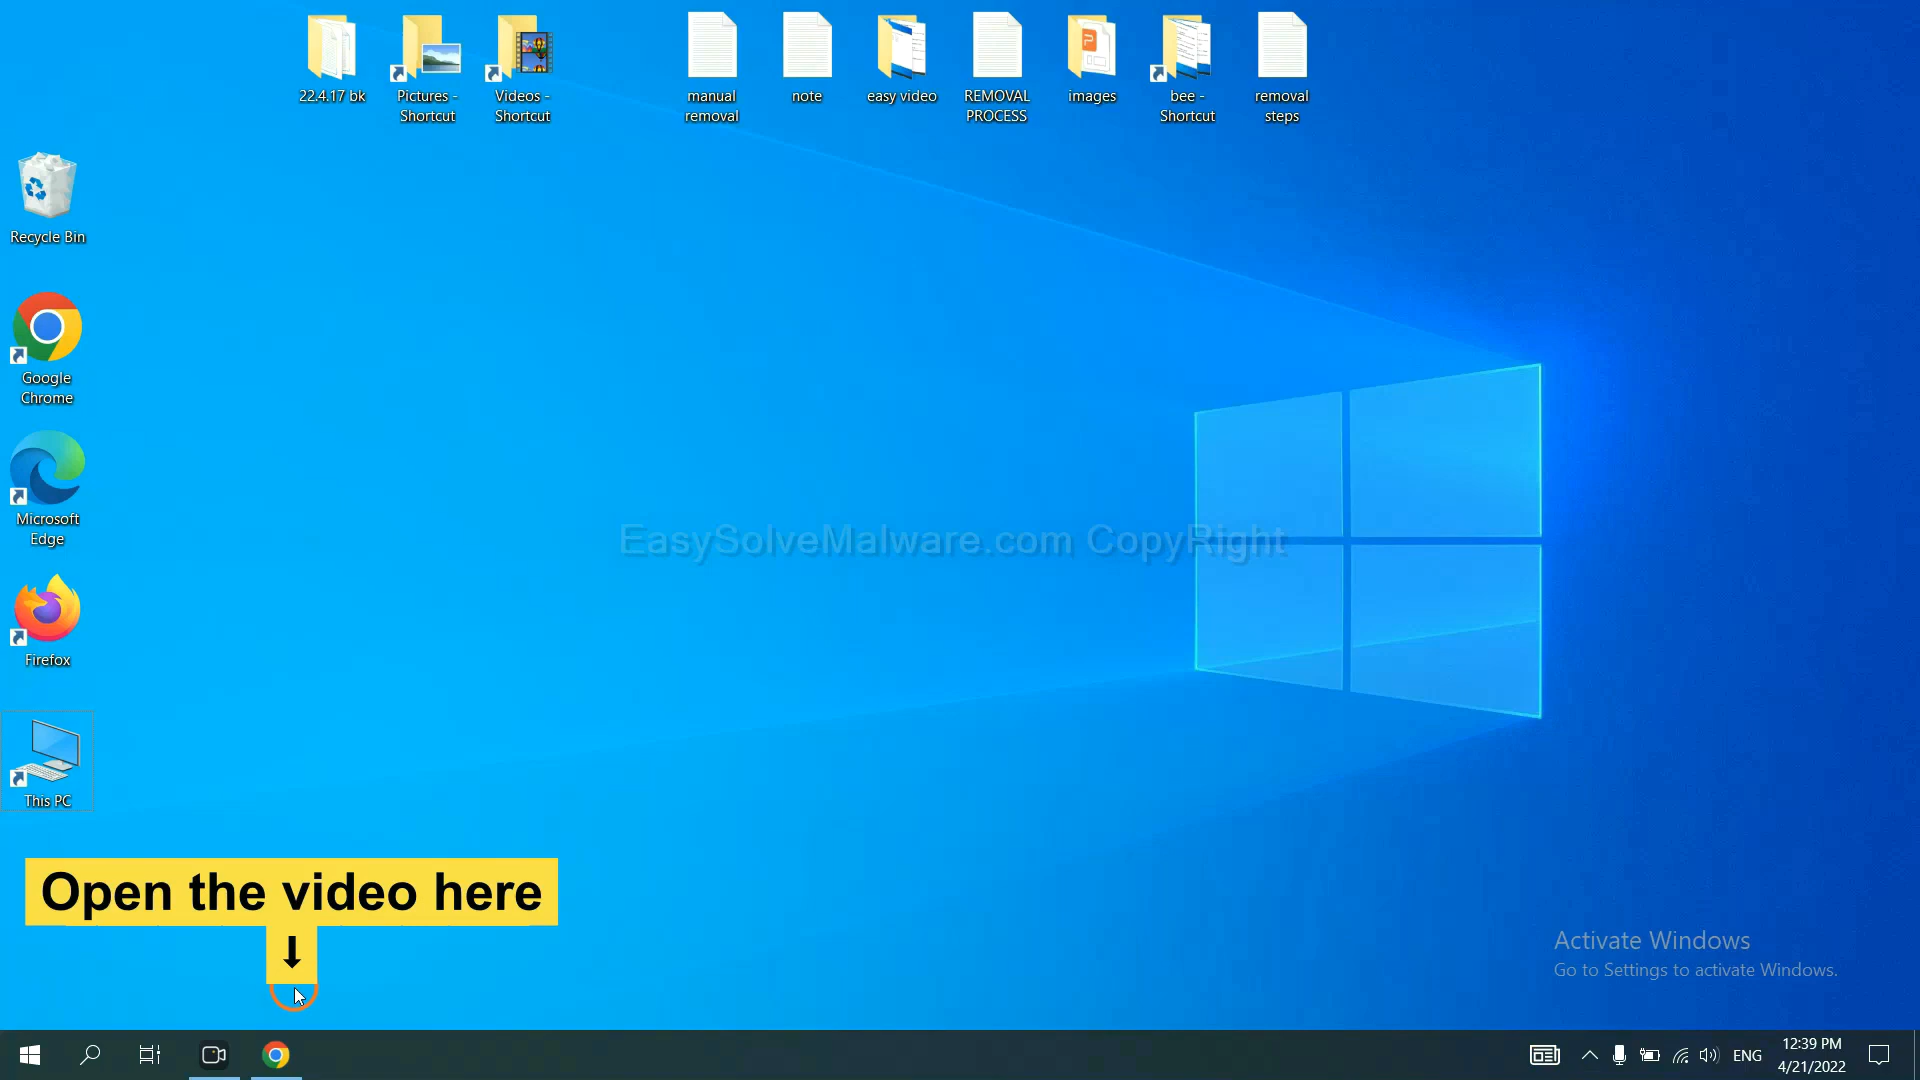 22.4.17 bk
Pictures -
Shortcut
Videos -
Shortcut
manual
removal
note
easy video
REMOVAL
PROCESS
images
bee -
Shortcut
removal
steps
Recycle Bin
Google
Chrome
Microsoft
Edge
Firefox
This PC
EasySolveMalware.com CopyRight
Open the video here
Activate Windows
Go to Settings to activate Windows.
ENG
12:39 PM
4/21/2022